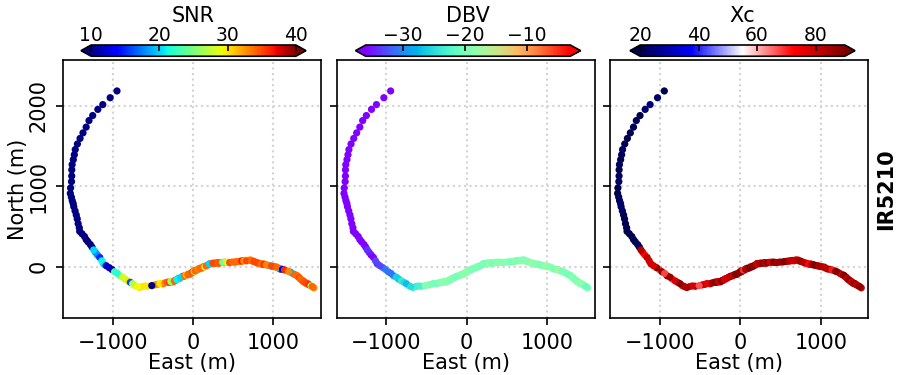 SNR DBV Xc
10 20 30 40 −30 −20 −10 20 40 60 80
2000
1000
0
North (m)
−1000 0 1000 −1000 0 1000 −1000 0 1000
East (m) East (m) East (m)
IR5210